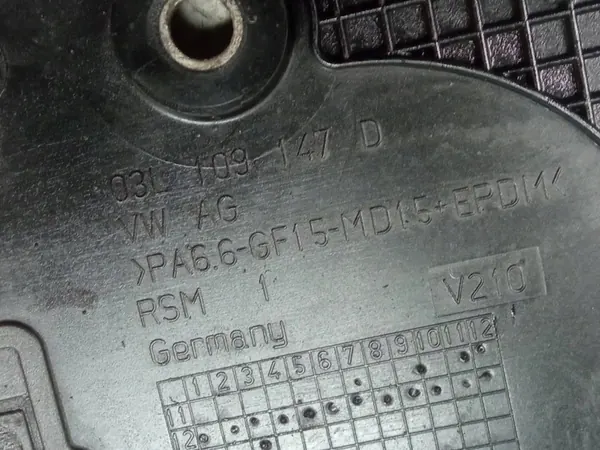 03L 109 147 D
VW AG
>PA6.6-GF15-MD15+EPDM<
RSM 1
V210
Germany
1 2 3 4 5 6 7 8 9 10 11 12
11
12